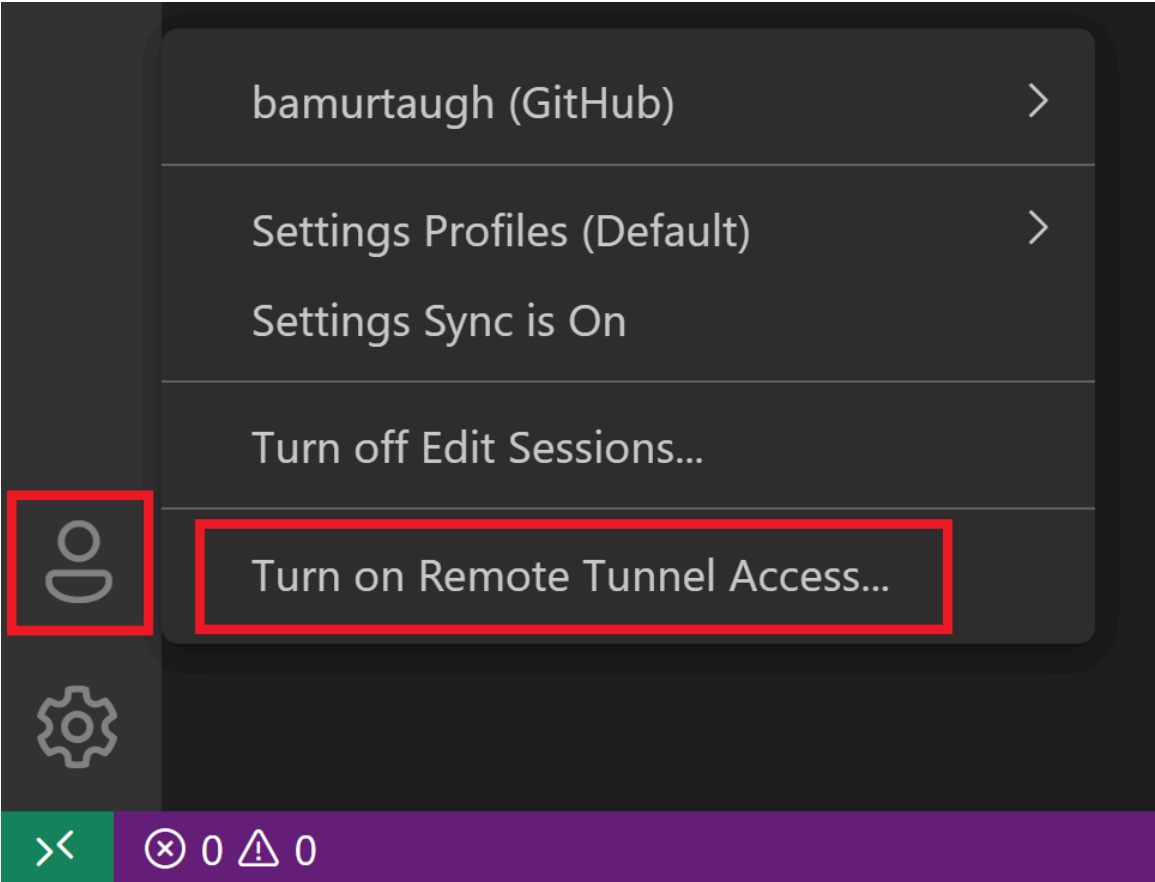 bamurtaugh (GitHub)
Settings Profiles (Default)
Settings Sync is On
Turn off Edit Sessions...
Turn on Remote Tunnel Access...
0 0